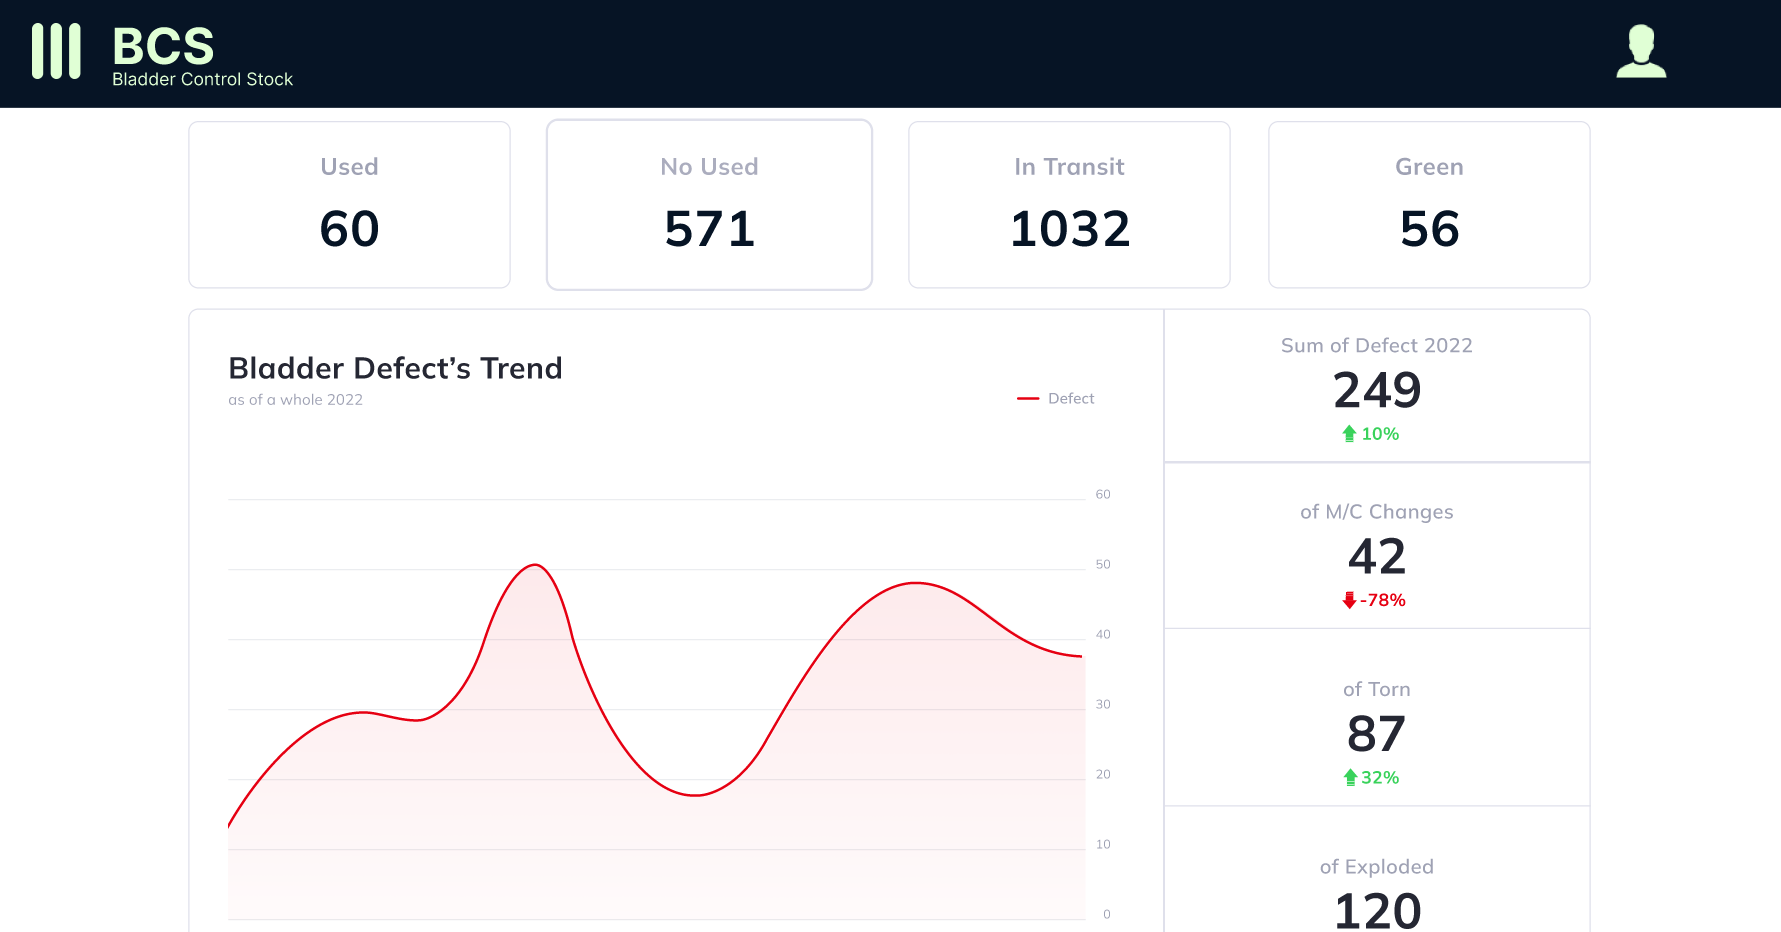 BCS
Bladder Control Stock
Used
60
No Used
571
In Transit
1032
Green
56
Bladder Defect’s Trend
as of a whole 2022
Defect
60
50
40
30
20
10
0
Sum of Defect 2022
249
10%
of M/C Changes
42
-78%
of Torn
87
32%
of Exploded
120